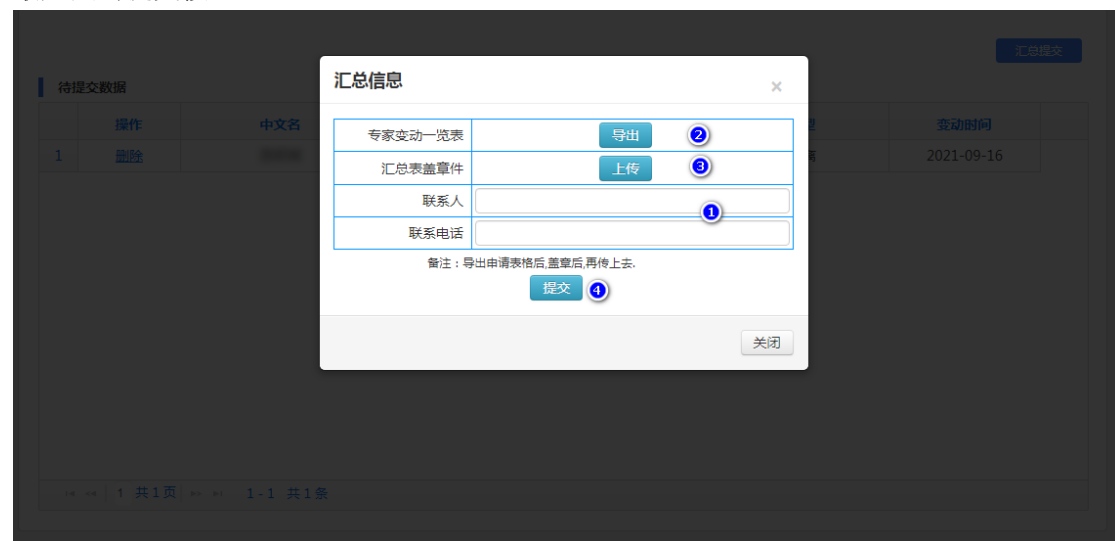 汇总提交
汇总信息
×
待提交数据
操作 中文名 变动时间
专家变动一览表 导出 2
1 删除 2021-09-16
汇总表盖章件 上传 3
联系人
1
联系电话
备注：导出申请表格后,盖章后,再传上去.
提交 4
关闭
1 共1页 1-1 共1条